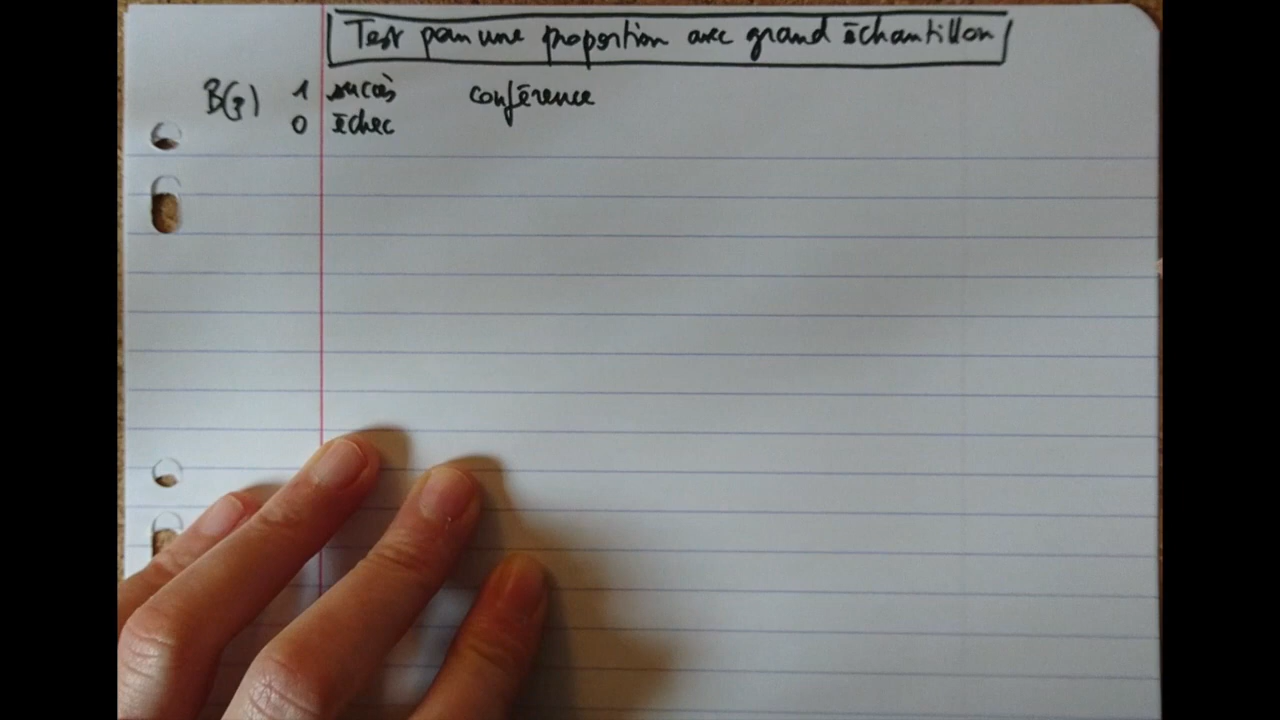 Test pour une proportion avec grand échantillon
B(p) 1 succès conférence
0 échec